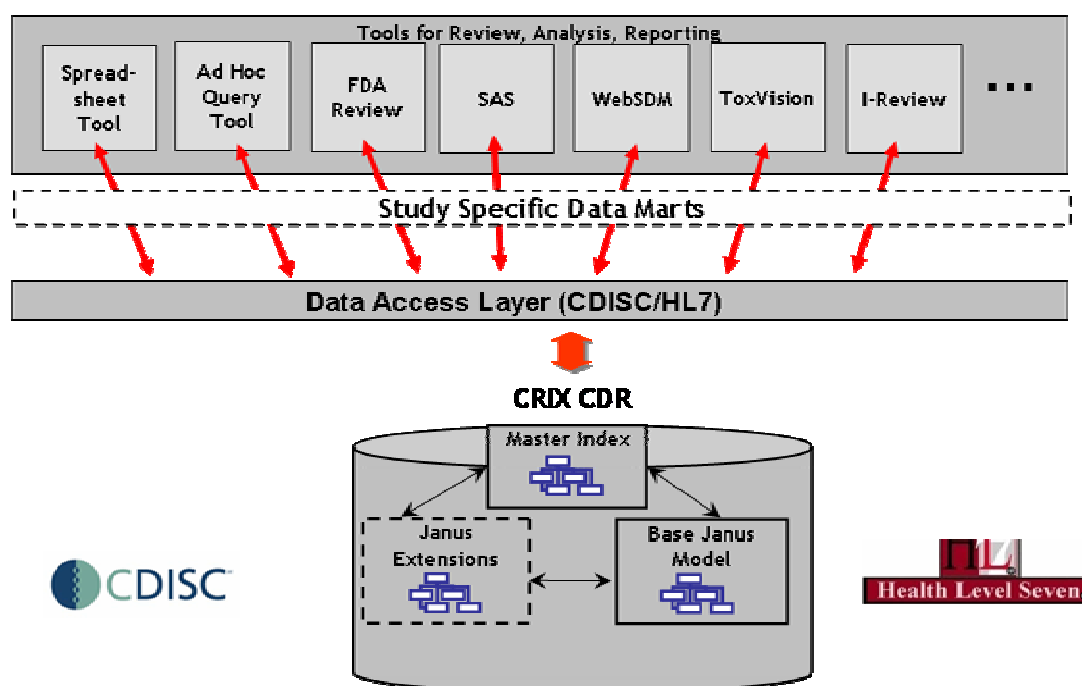 Tools for Review, Analysis, Reporting
Spread-
sheet
Tool
Ad Hoc
Query
Tool
FDA
Review
SAS
WebSDM
ToxVision
I-Review
...
Study Specific Data Marts
Data Access Layer (CDISC/HL7)
CRIX CDR
Master Index
Janus
Extensions
Base Janus
Model
CDISC
HL7
Health Level Seven